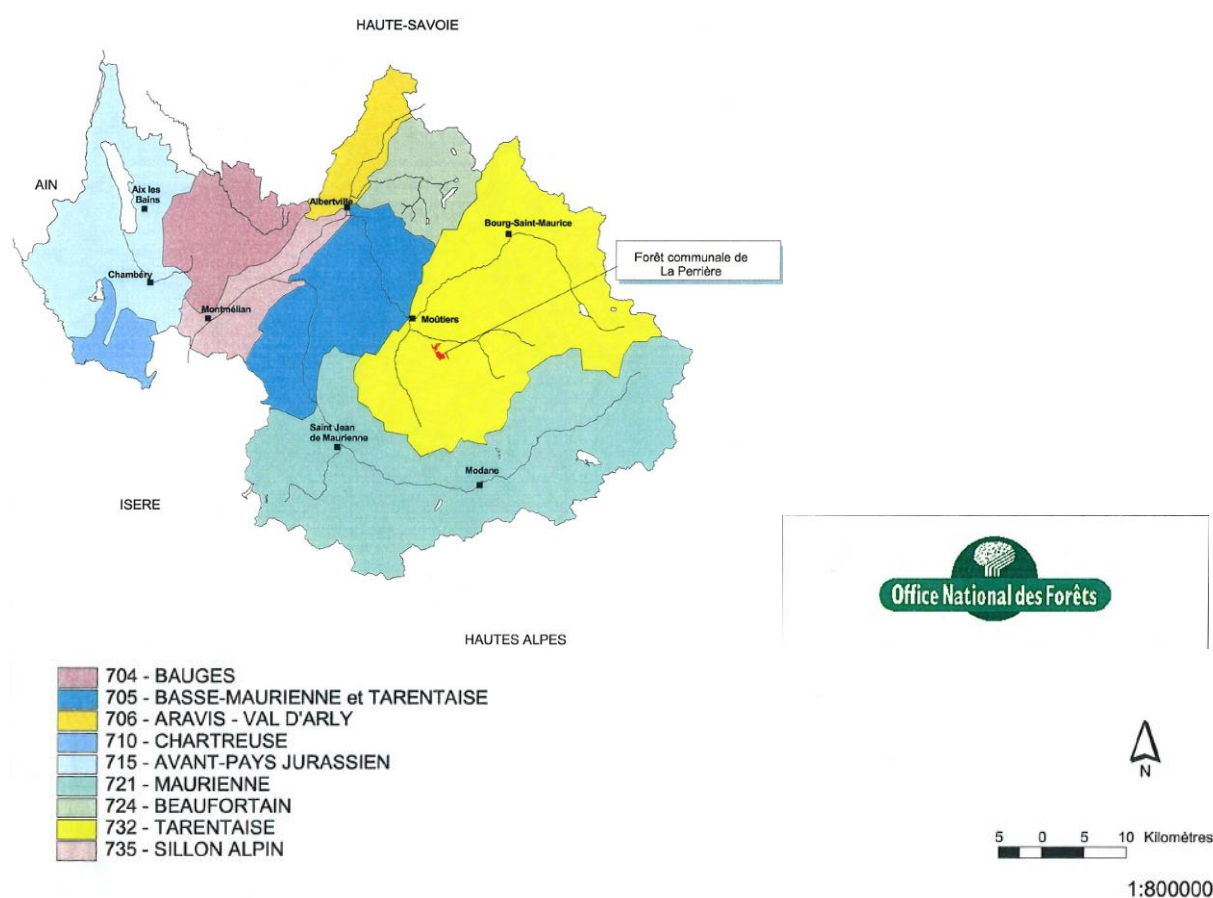 HAUTE-SAVOIE
AIN
Aix les
Bains
Albertville
Bourg-Saint-Maurice
Forêt communale de
La Perrière
Chambéry
Montmélian
Moûtiers
Saint Jean
de Maurienne
Modane
ISERE
Office National des Forêts
HAUTES ALPES
704 - BAUGES
705 - BASSE-MAURIENNE et TARENTAISE
706 - ARAVIS - VAL D'ARLY
710 - CHARTREUSE
715 - AVANT-PAYS JURASSIEN
721 - MAURIENNE
724 - BEAUFORTAIN
732 - TARENTAISE
735 - SILLON ALPIN
N
5 0 5 10 Kilomètres
1:800000